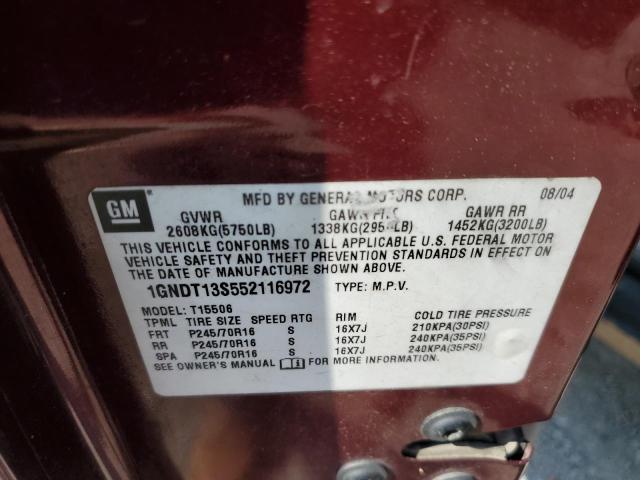 GM
MFD BY GENERAL MOTORS CORP. 08/04
GVWR GAWR GAWR RR
2608KG(5750LB) 1338KG 1452KG(3200LB)
THIS VEHICLE CONFORMS TO ALL APPLICABLE U.S. FEDERAL MOTOR
VEHICLE SAFETY AND THEFT PREVENTION STANDARDS IN EFFECT ON
THE DATE OF MANUFACTURE SHOWN ABOVE.
1GNDT13S552116972 TYPE: M.P.V.
MODEL: T15506
TPML TIRE SIZE SPEED RTG RIM COLD TIRE PRESSURE
FRT P245/70R16 S 16X7J 210KPA(30PSI)
RR P245/70R16 S 16X7J 240KPA(35PSI)
SPA P245/70R16 S 16X7J 240KPA(35PSI)
SEE OWNER'S MANUAL FOR MORE INFORMATION.